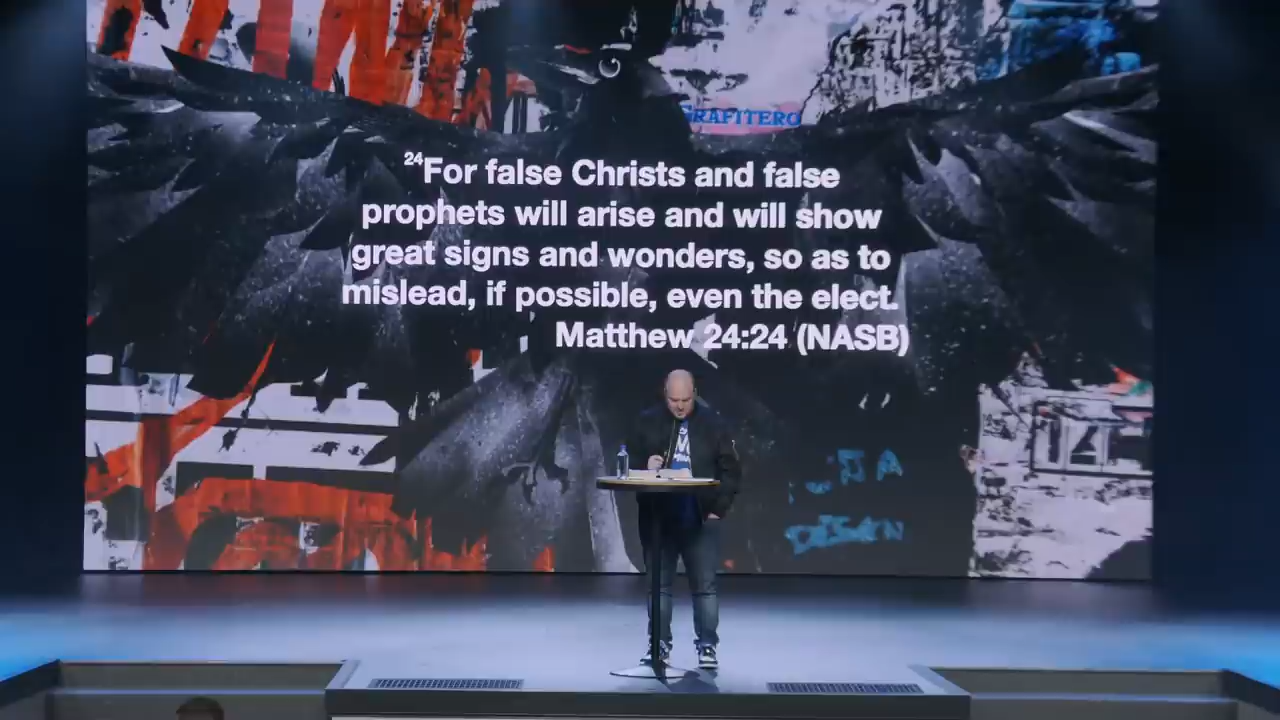 GRAFITERO
²⁴For false Christs and false
prophets will arise and will show
great signs and wonders, so as to
mislead, if possible, even the elect.
Matthew 24:24 (NASB)